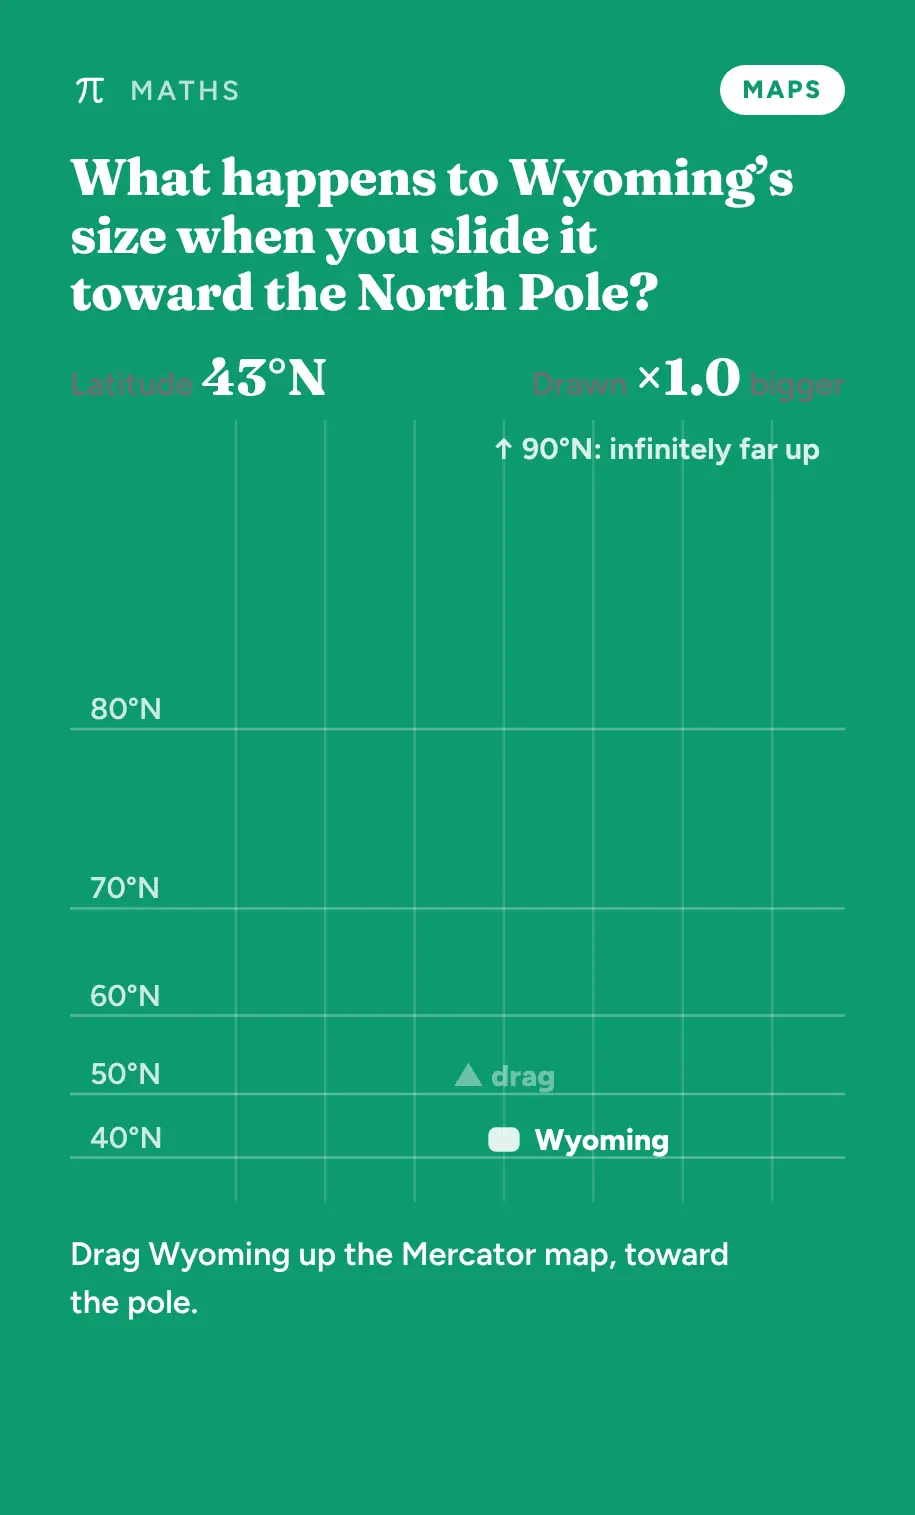 π MATHS
MAPS
What happens to Wyoming’s
size when you slide it
toward the North Pole?
Latitude 43°N
Drawn ×1.0 bigger
↑ 90°N: infinitely far up
80°N
70°N
60°N
50°N
▲ drag
40°N
Wyoming
Drag Wyoming up the Mercator map, toward
the pole.